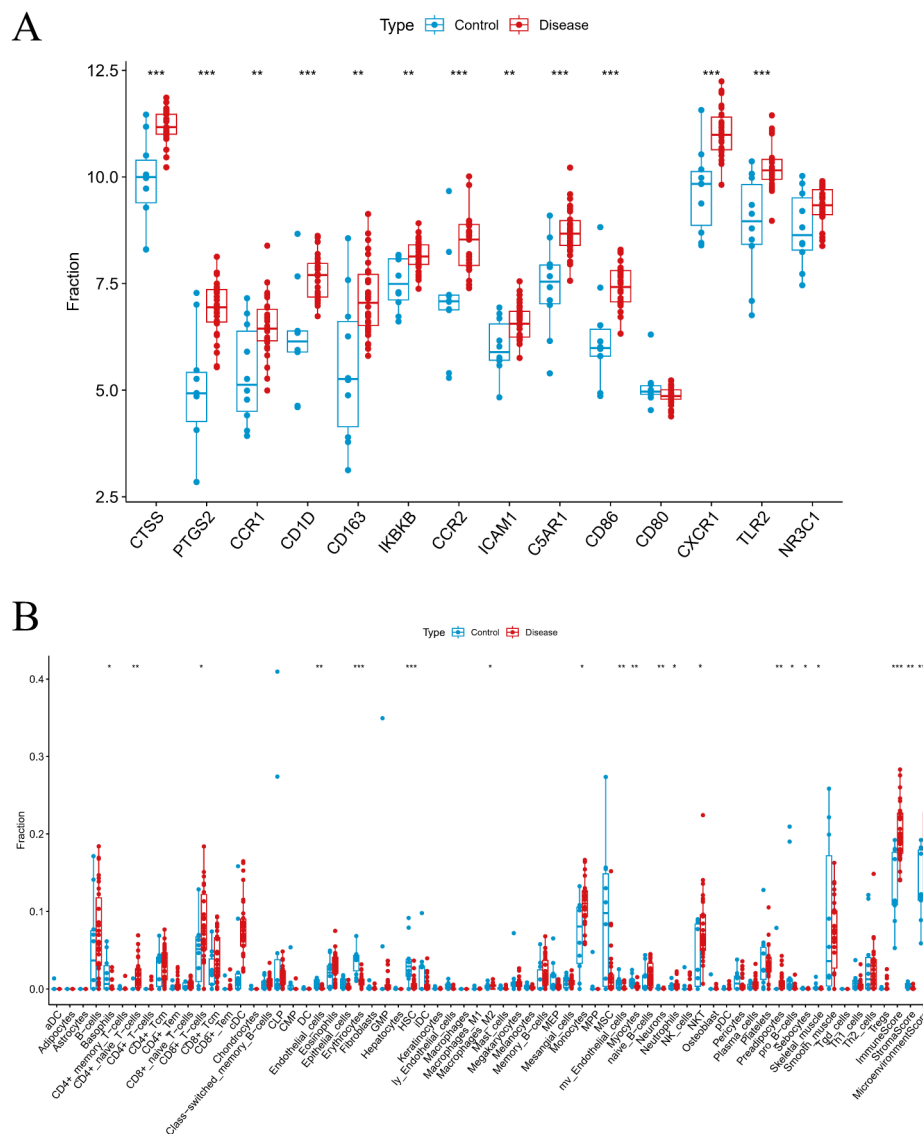 A
Type Control Disease
12.5
10.0
7.5
5.0
2.5
Fraction
*** *** ** *** ** ** *** ** *** *** *** ***
CTSS
PTGS2
CCR1
CD1D
CD163
IKBKB
CCR2
ICAM1
C5AR1
CD86
CD80
CXCR1
TLR2
NR3C1
B
Type Control Disease
0.4
0.3
0.2
0.1
0.0
Fraction
* ** * ** *** *** * * ** ** ** * * ** * * * *** ** **
aDC
Adipocytes
Astrocytes
B-cells
Basophils
CD4+ memory_T-cells
CD4+_naive_T-cells
CD4+_T-cells
CD4+_Tcm
CD4+_Tem
CD8+_naive_T-cells
CD8+_T-cells
CD8+_Tcm
CD8+_Tem
cDC
Chondrocytes
Class-switched_memory_B-cells
CLP
CMP
DC
Endothelial_cells
Eosinophils
Epithelial_cells
Erythrocytes
Fibroblasts
GMP
Hepatocytes
HSC
iDC
Keratinocytes
ly_Endothelial_cells
Macrophages
Macrophages_M1
Macrophages_M2
Mast_cells
Megakaryocytes
Melanocytes
Memory_B-cells
MEP
Mesangial_cells
Monocytes
MPP
MSC
mv_Endothelial_cells
Myocytes
naive_B-cells
Neurons
Neutrophils
NK_cells
NKT
Osteoblast
pDC
Pericytes
Plasma_cells
Platelets
Preadipocytes
pro_B-cells
Sebocytes
Skeletal_muscle
Smooth_muscle
Tgd_cells
Th1_cells
Th2_cells
Tregs
ImmuneScore
StromaScore